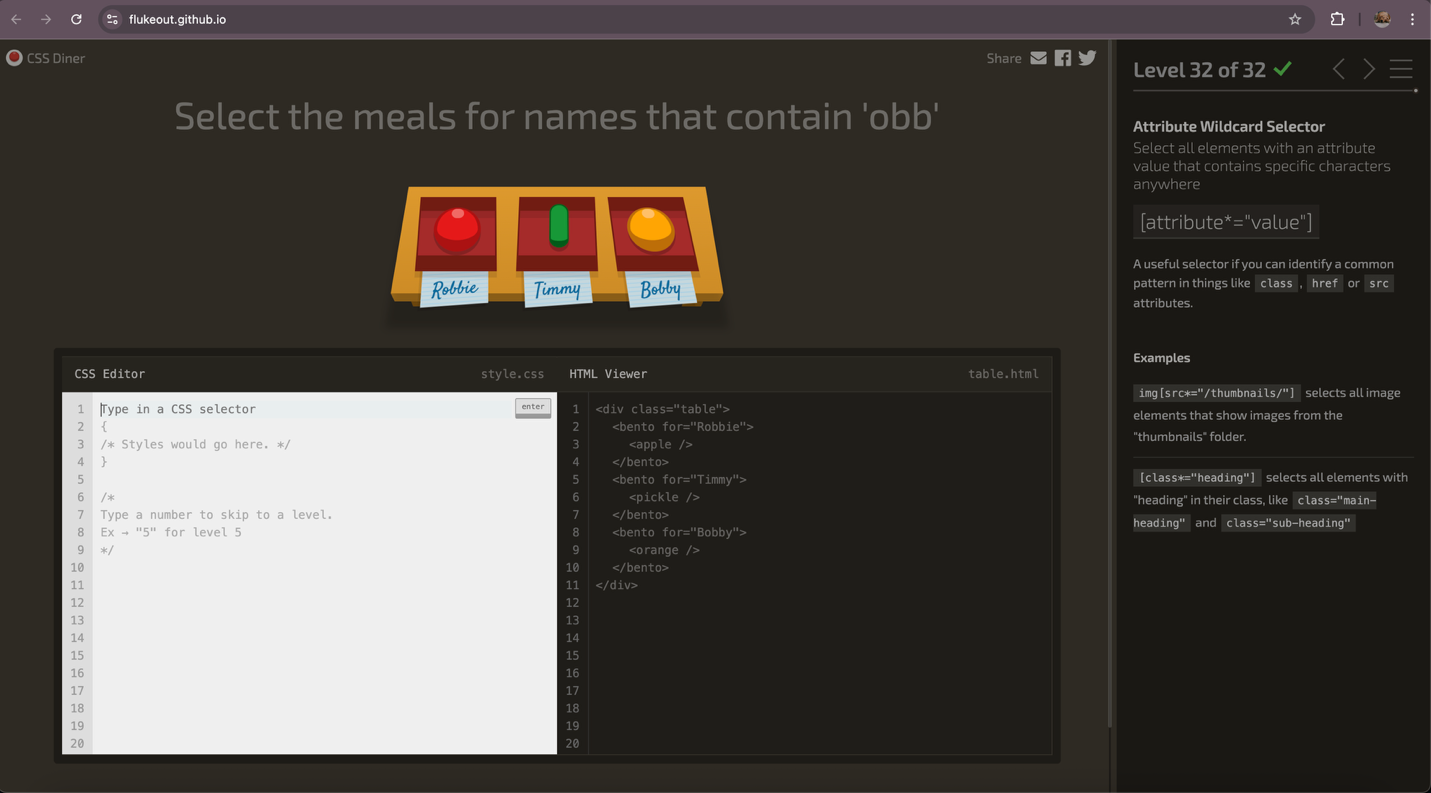 flukeout.github.io
CSS Diner
Share
Select the meals for names that contain 'obb'
Robbie
Timmy
Bobby
CSS Editor
style.css
1 Type in a CSS selector
enter
2 {
3 /* Styles would go here. */
4 }
5
6 /*
7 Type a number to skip to a level.
8 Ex → "5" for level 5
9 */
10
11
12
13
14
15
16
17
18
19
20
HTML Viewer
table.html
1 <div class="table">
2 <bento for="Robbie">
3 <apple />
4 </bento>
5 <bento for="Timmy">
6 <pickle />
7 </bento>
8 <bento for="Bobby">
9 <orange />
10 </bento>
11 </div>
12
13
14
15
16
17
18
19
20
Level 32 of 32
Attribute Wildcard Selector
Select all elements with an attribute
value that contains specific characters
anywhere
[attribute*="value"]
A useful selector if you can identify a common
pattern in things like class , href or src
attributes.
Examples
img[src*="/thumbnails/"] selects all image
elements that show images from the
"thumbnails" folder.
[class*="heading"] selects all elements with
"heading" in their class, like class="main-
heading" and class="sub-heading"